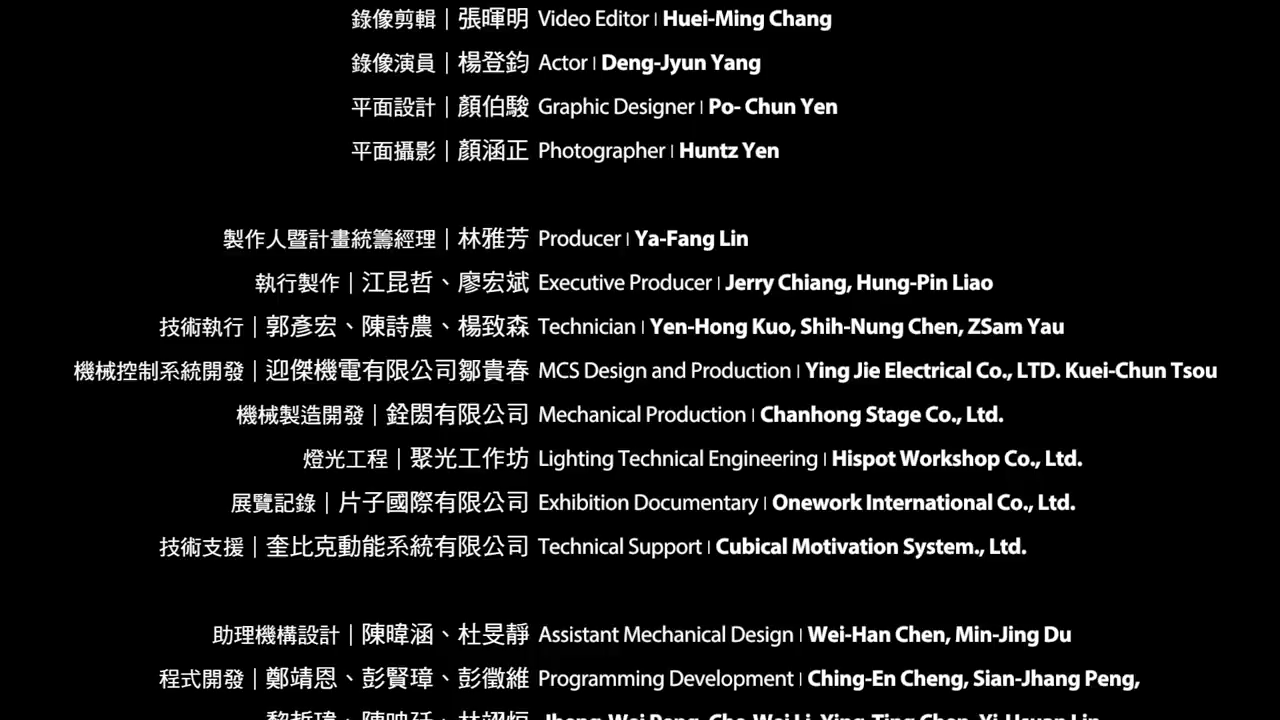 錄像剪輯｜張暉明 Video Editor | Huei-Ming Chang
錄像演員｜楊登鈞 Actor | Deng-Jyun Yang
平面設計｜顏伯駿 Graphic Designer | Po- Chun Yen
平面攝影｜顏涵正 Photographer | Huntz Yen
製作人暨計畫統籌經理｜林雅芳 Producer | Ya-Fang Lin
執行製作｜江昆哲、廖宏斌 Executive Producer | Jerry Chiang, Hung-Pin Liao
技術執行｜郭彥宏、陳詩農、楊致森 Technician | Yen-Hong Kuo, Shih-Nung Chen, ZSam Yau
機械控制系統開發｜迎傑機電有限公司鄒貴春 MCS Design and Production | Ying Jie Electrical Co., LTD. Kuei-Chun Tsou
機械製造開發｜銓閎有限公司 Mechanical Production | Chanhong Stage Co., Ltd.
燈光工程｜聚光工作坊 Lighting Technical Engineering | Hispot Workshop Co., Ltd.
展覽記錄｜片子國際有限公司 Exhibition Documentary | Onework International Co., Ltd.
技術支援｜奎比克動能系統有限公司 Technical Support | Cubical Motivation System., Ltd.
助理機構設計｜陳暐涵、杜旻靜 Assistant Mechanical Design | Wei-Han Chen, Min-Jing Du
程式開發｜鄭靖恩、彭賢璋、彭徵維 Programming Development | Ching-En Cheng, Sian-Jhang Peng,